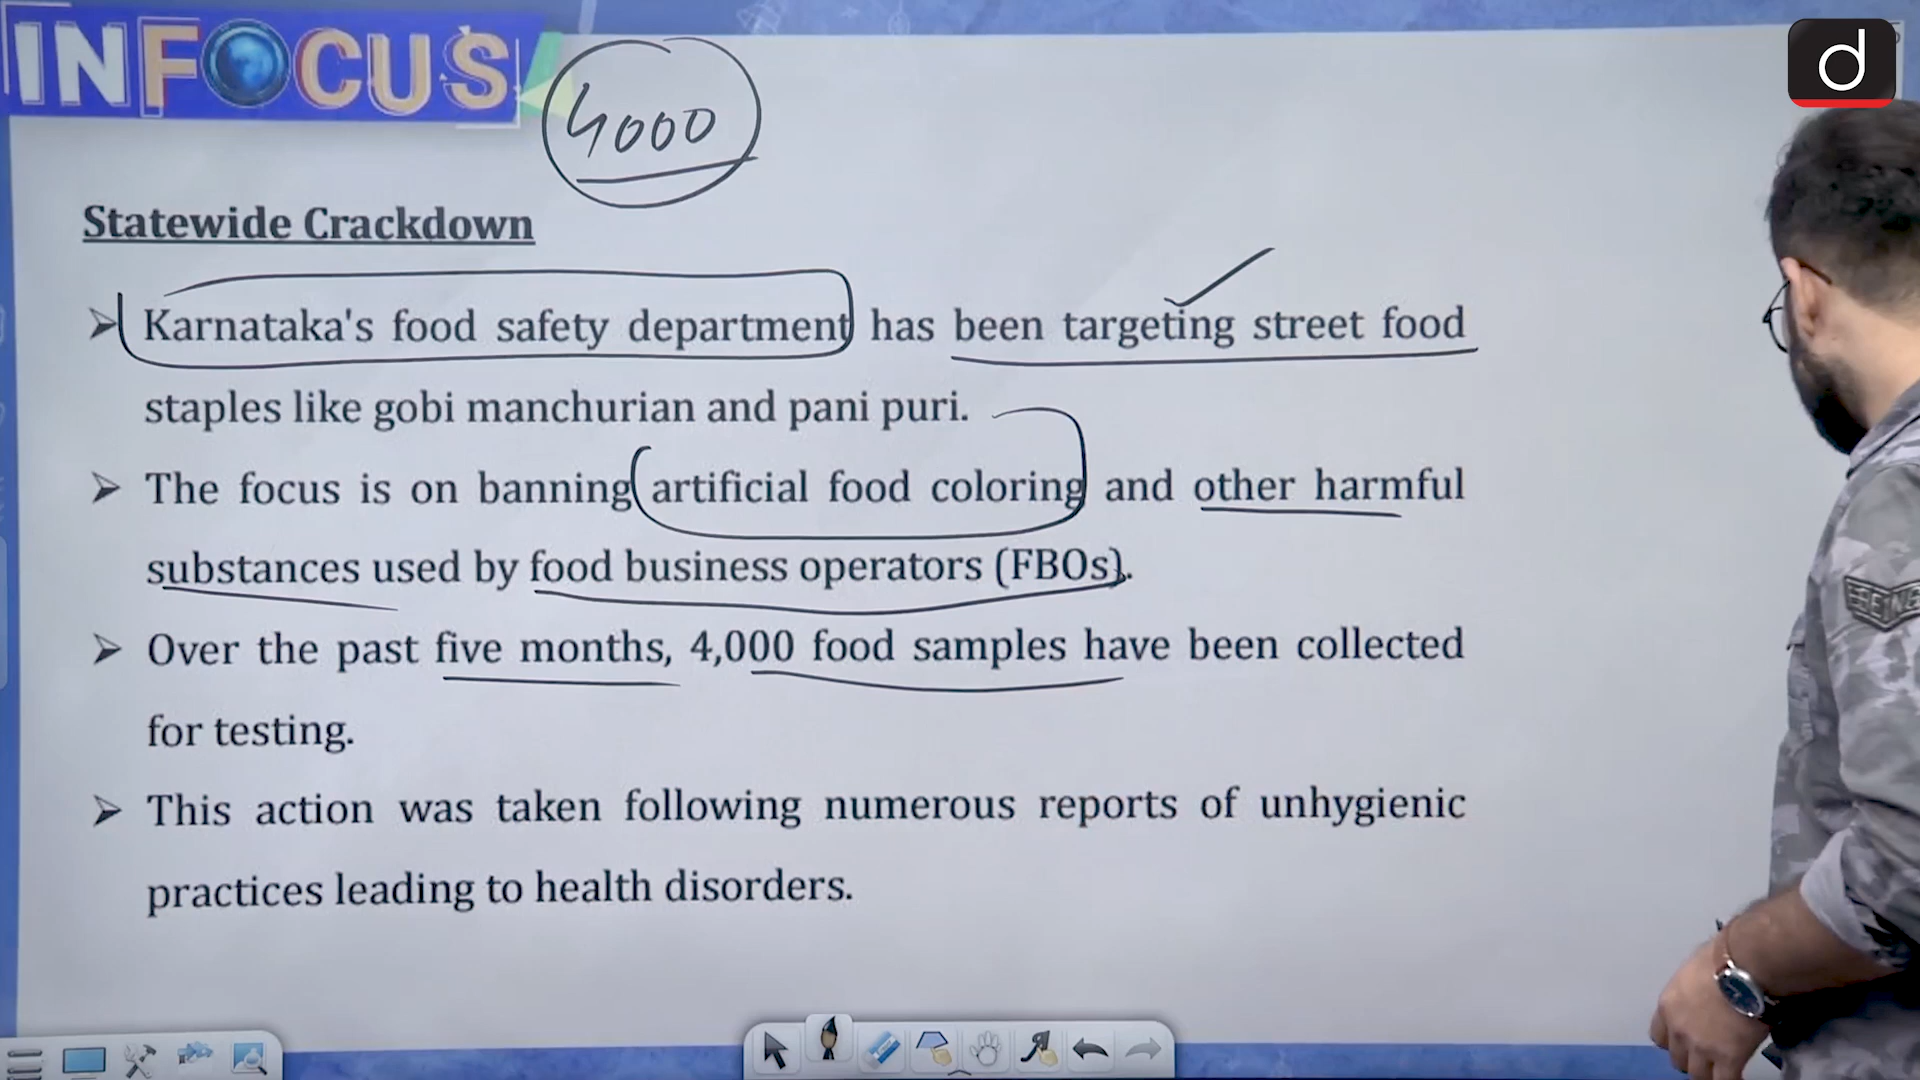 INFOCUS
4000
d
Statewide Crackdown
➢ Karnataka's food safety department has been targeting street food
staples like gobi manchurian and pani puri.
➢ The focus is on banning artificial food coloring and other harmful
substances used by food business operators (FBOs).
➢ Over the past five months, 4,000 food samples have been collected
for testing.
➢ This action was taken following numerous reports of unhygienic
practices leading to health disorders.